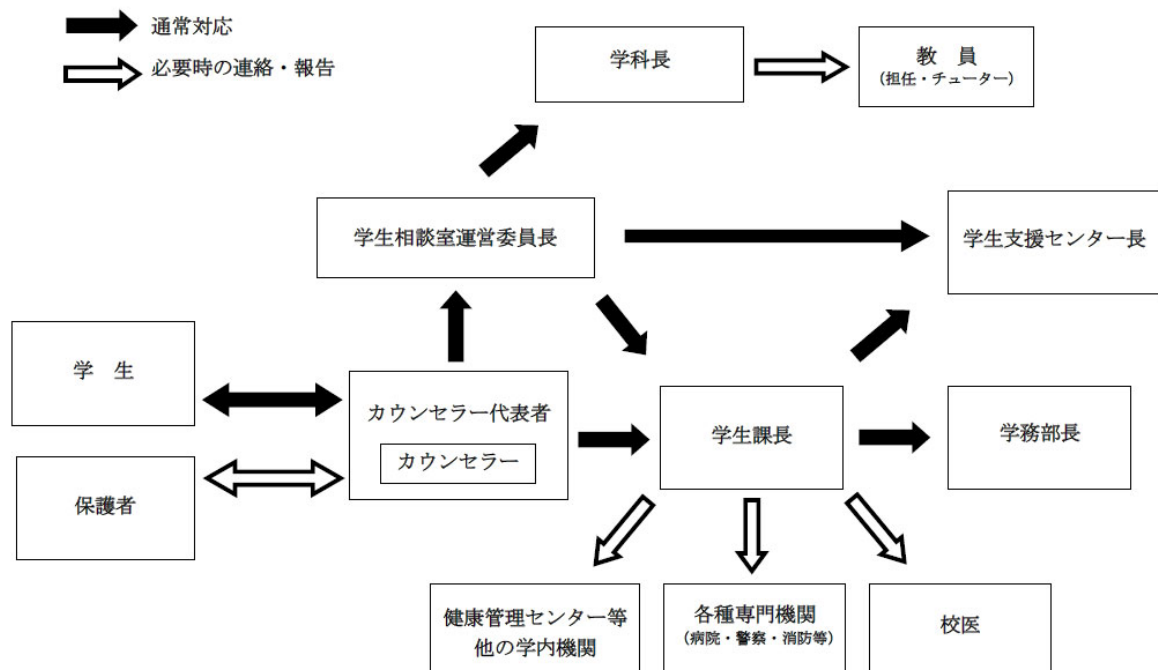 通常対応
必要時の連絡・報告
学科長
教　員
（担任・チューター）
学生相談室運営委員長
学生支援センター長
学　生
カウンセラー代表者
カウンセラー
学生課長
学務部長
保護者
健康管理センター等
他の学内機関
各種専門機関
（病院・警察・消防等）
校医